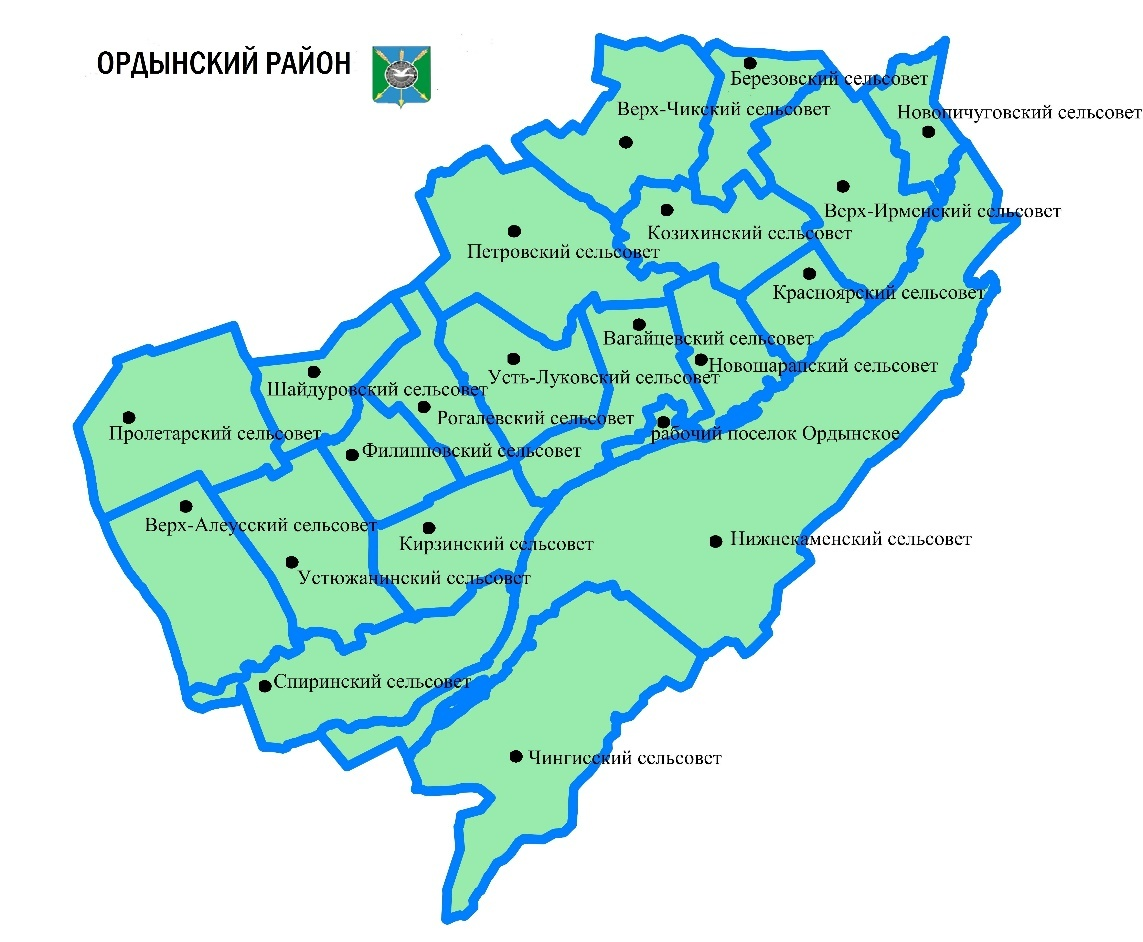 ОРДЫНСКИЙ РАЙОН
Березовский сельсовет
Верх-Чикский сельсовет
Новопичуговский сельсовет
Верх-Ирменский сельсовет
Козихинский сельсовет
Петровский сельсовет
Красноярский сельсовет
Вагайцевский сельсовет
Новошарапский сельсовет
Усть-Луковский сельсовет
Шайдуровский сельсовет
Рогалевский сельсовет
Пролетарский сельсовет
рабочий поселок Ордынское
Филипповский сельсовет
Верх-Алеусский сельсовет
Кирзинский сельсовет
Нижнекаменский сельсовет
Устюжанинский сельсовет
Спиринский сельсовет
Чингисский сельсовет